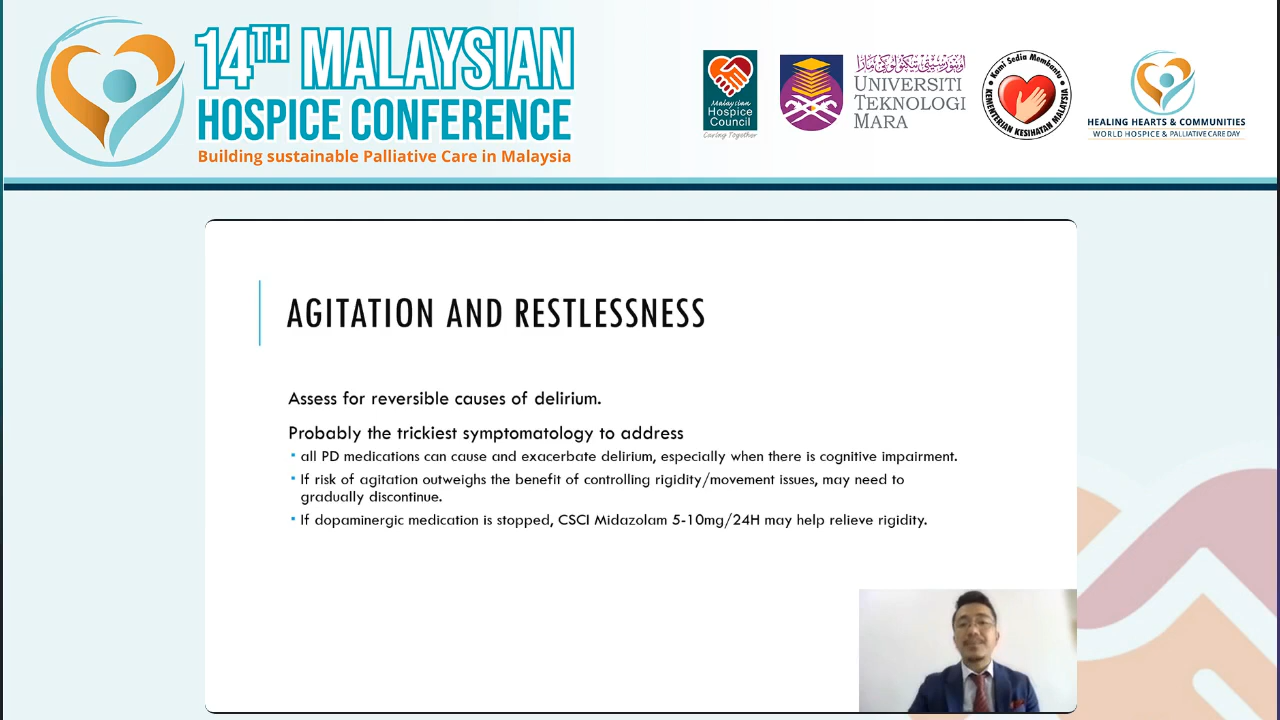 14TH MALAYSIAN
HOSPICE CONFERENCE
Building sustainable Palliative Care in Malaysia
Malaysian
Hospice
Council
Caring Together
UNIVERSITI
TEKNOLOGI
MARA
Kami Sedia Membantu
KEMENTERIAN KESIHATAN MALAYSIA
HEALING HEARTS & COMMUNITIES
WORLD HOSPICE & PALLIATIVE CARE DAY
AGITATION AND RESTLESSNESS
Assess for reversible causes of delirium.
Probably the trickiest symptomatology to address
▪ all PD medications can cause and exacerbate delirium, especially when there is cognitive impairment.
▪ If risk of agitation outweighs the benefit of controlling rigidity/movement issues, may need to
gradually discontinue.
▪ If dopaminergic medication is stopped, CSCI Midazolam 5-10mg/24H may help relieve rigidity.